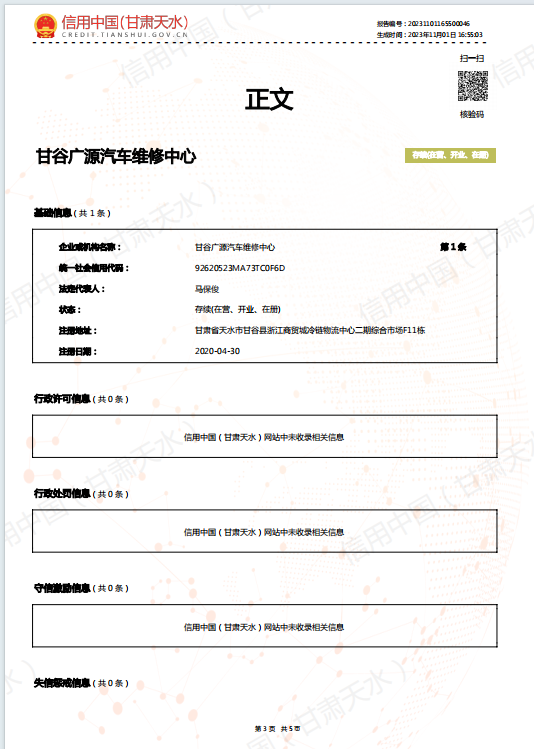 信用中国(甘肃天水)
CREDIT.TIANSHUI.GOV.CN
报告编号：20231101165500046
生成时间：2023年11月01日 16:55:03
扫一扫
核验码
正文
甘谷广源汽车维修中心
存续(在营、开业、在册)
基础信息(共 1 条)
企业或机构名称： 甘谷广源汽车维修中心 第 1 条
统一社会信用代码： 92620523MA73TC0F6D
法定代表人： 马保俊
状态： 存续(在营、开业、在册)
注册地址： 甘肃省天水市甘谷县浙江商贸城冷链物流中心二期综合市场F11栋
注册日期： 2020-04-30
行政许可信息(共 0 条)
信用中国（甘肃天水）网站中未收录相关信息
行政处罚信息(共 0 条)
信用中国（甘肃天水）网站中未收录相关信息
守信激励信息(共 0 条)
信用中国（甘肃天水）网站中未收录相关信息
失信惩戒信息(共 0 条)
第 3 页 共 5 页